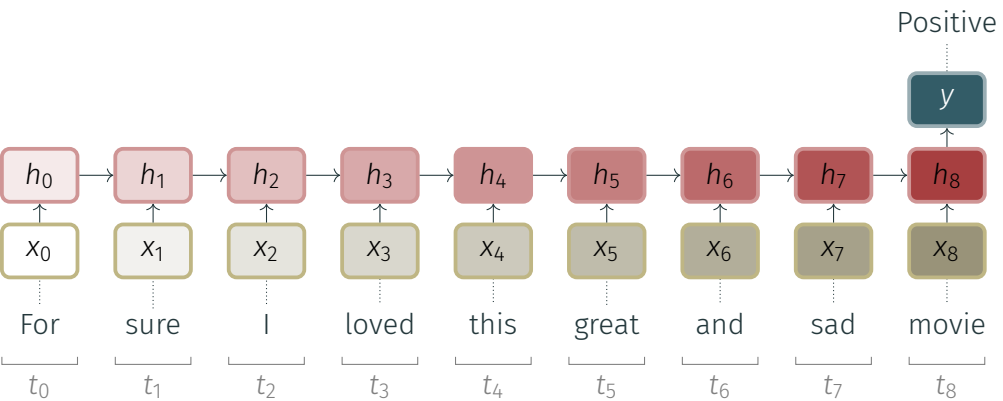 Positive
y
h0 h1 h2 h3 h4 h5 h6 h7 h8
x0 x1 x2 x3 x4 x5 x6 x7 x8
For sure I loved this great and sad movie
t0 t1 t2 t3 t4 t5 t6 t7 t8